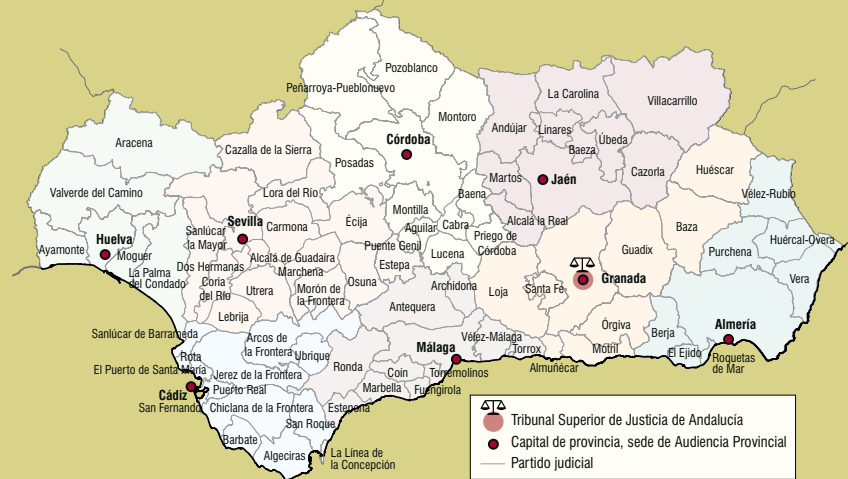 Pozoblanco
Peñarroya-Pueblonuevo
La Carolina
Villacarrillo
Montoro
Andújar
Linares
Úbeda
Baeza
Aracena
Córdoba
Cazalla de la Sierra
Posadas
Huéscar
Martos
Jaén
Cazorla
Valverde del Camino
Lora del Río
Baena
Vélez-Rubio
Montilla
Alcalá la Real
Écija
Sevilla
Carmona
Aguilar
Cabra
Sanlúcar
la Mayor
Huelva
Priego de
Córdoba
Baza
Huércal-Overa
Ayamonte
Moguer
Puente Genil
Lucena
Guadix
Purchena
Alcalá de Guadaira
Dos Hermanas
Marchena
Estepa
La Palma
del Condado
Coria
del Río
Utrera
Morón de
la Frontera
Osuna
Archidona
Loja
Santa Fé
Granada
Vera
Antequera
Lebrija
Órgiva
Almería
Berja
Sanlúcar de Barrameda
Arcos de
la Frontera
Vélez-Málaga
Málaga
Torrox
Motril
El Ejido
Roquetas
de Mar
Rota
Ubrique
Ronda
Almuñécar
El Puerto de Santa María
Jerez de la Frontera
Coín
Torremolinos
Cádiz
Puerto Real
Marbella
Fuengirola
San Fernando
Chiclana de la Frontera
Estepona
San Roque
Barbate
Algeciras
La Línea de
la Concepción
Tribunal Superior de Justicia de Andalucía
Capital de provincia, sede de Audiencia Provincial
Partido judicial